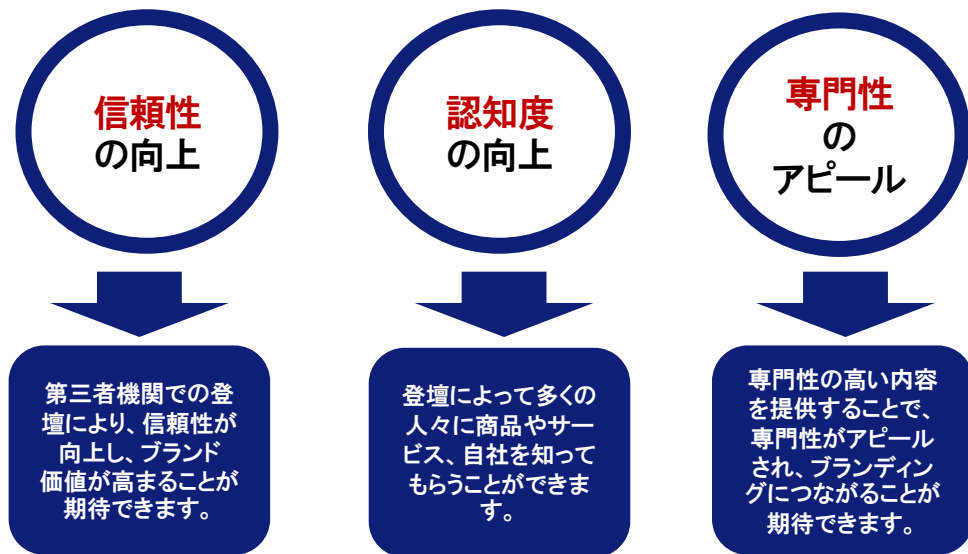 信頼性
の向上
認知度
の向上
専門性
の
アピール
第三者機関での登
壇により、信頼性が
向上し、ブランド
価値が高まることが
期待できます。
登壇によって多くの
人々に商品やサー
ビス、自社を知って
もらうことができま
す。
専門性の高い内容
を提供することで、
専門性がアピール
され、ブランディン
グにつながることが
期待できます。